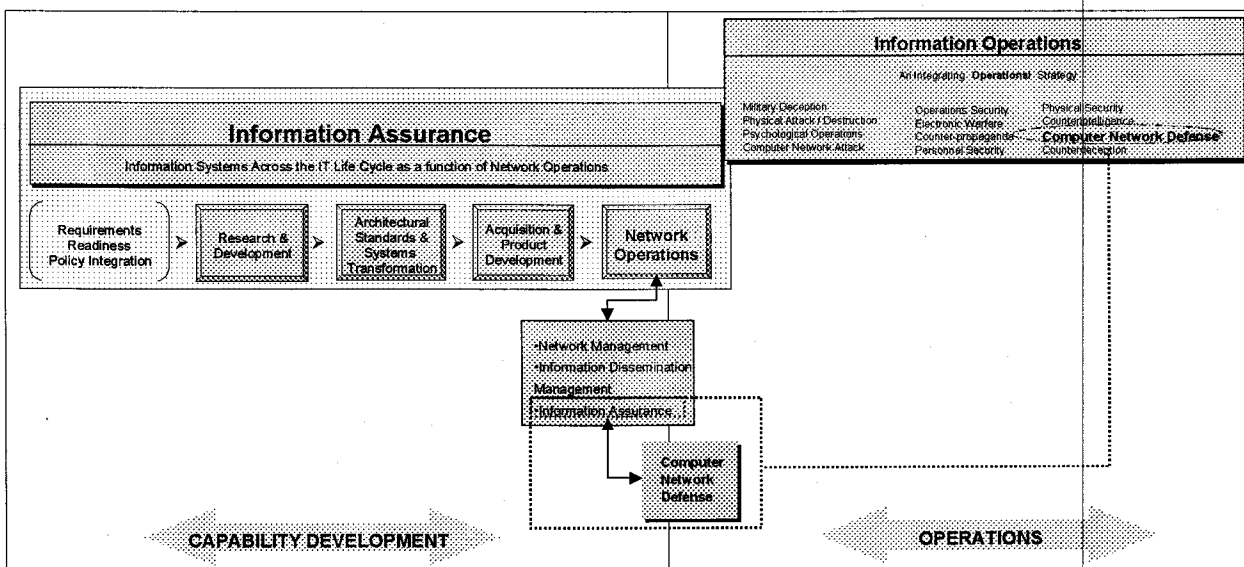 Information Operations
An Integrating Operational Strategy
Military Deception
Physical Attack / Destruction
Psychological Operations
Computer Network Attack
Operations Security
Electronic Warfare
Counter-propaganda
Personnel Security
Physical Security
Counterintelligence
Computer Network Defense
Counterdeception
Information Assurance
Information Systems Across the IT Life Cycle as a function of Network Operations
Requirements
Readiness
Policy Integration
Research &
Development
Architectural
Standards &
Systems
Transformation
Acquisition &
Product
Development
Network
Operations
•Network Management
•Information Dissemination
Management
•Information Assurance
Computer
Network
Defense
CAPABILITY DEVELOPMENT
OPERATIONS